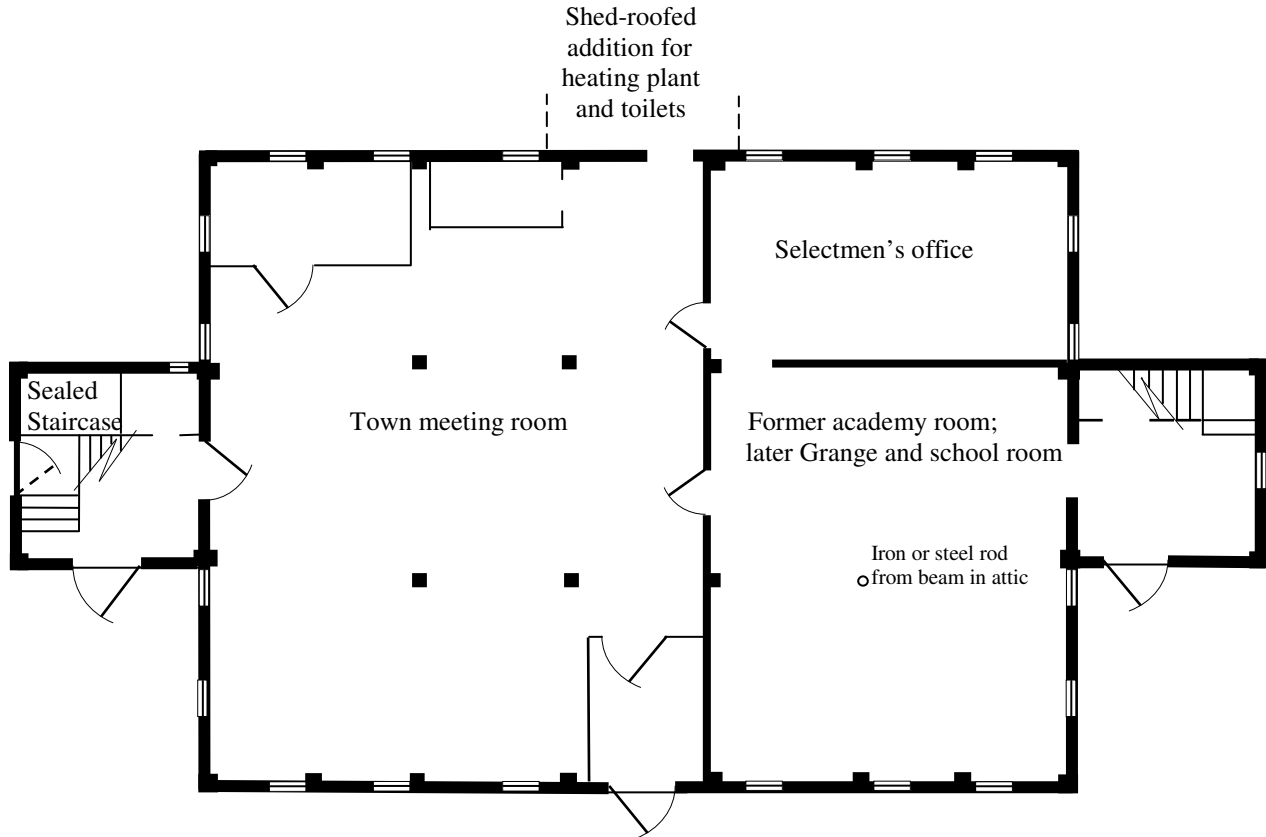 Shed-roofed
addition for
heating plant
and toilets
Selectmen’s office
Sealed
Staircase
Town meeting room
Former academy room;
later Grange and school room
Iron or steel rod
from beam in attic